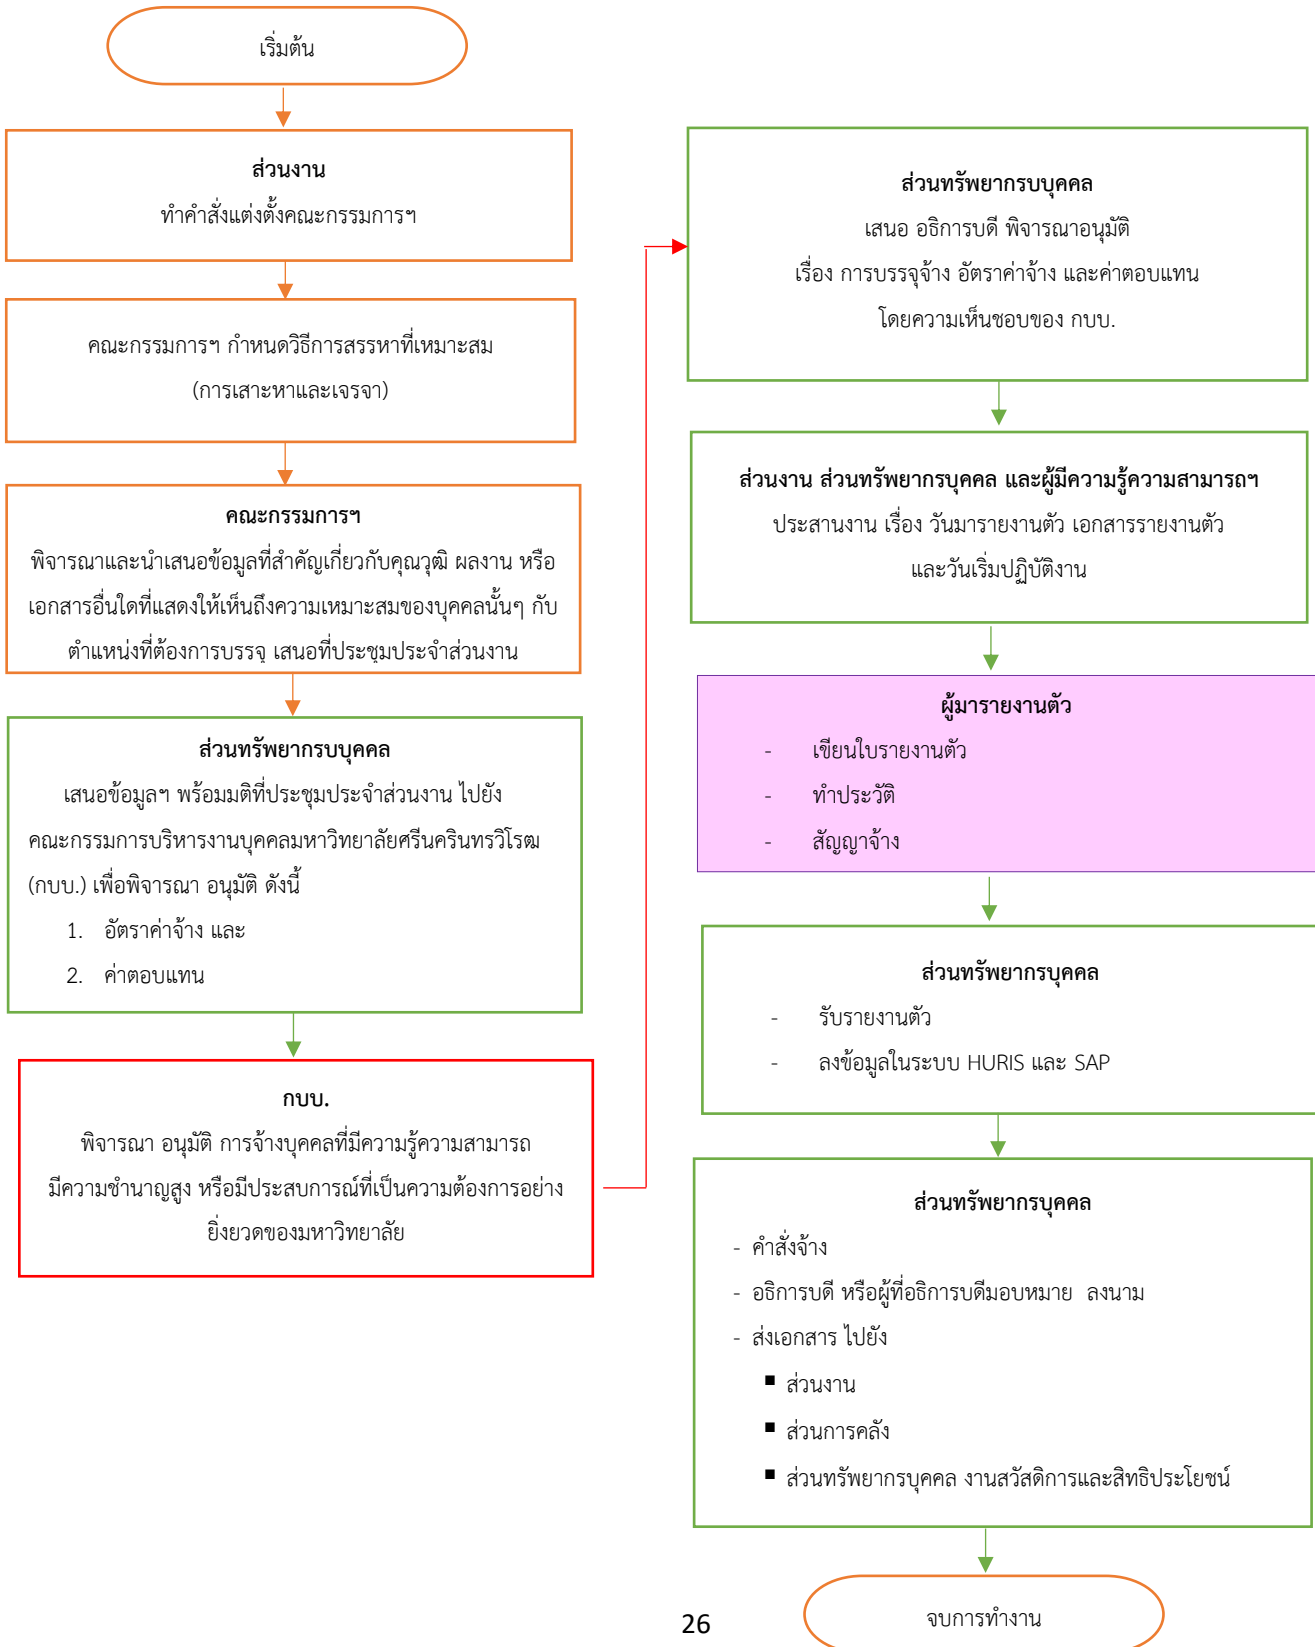 เริ่มต้น
ส่วนงาน
ทำคำสั่งแต่งตั้งคณะกรรมการฯ
คณะกรรมการฯ กำหนดวิธีการสรรหาที่เหมาะสม
(การเสาะหาและเจรจา)
คณะกรรมการฯ
พิจารณาและนำเสนอข้อมูลที่สำคัญเกี่ยวกับคุณวุฒิ ผลงาน หรือ
เอกสารอื่นใดที่แสดงให้เห็นถึงความเหมาะสมของบุคคลนั้นๆ กับ
ตำแหน่งที่ต้องการบรรจุ เสนอที่ประชุมประจำส่วนงาน
ส่วนทรัพยากรบบุคคล
เสนอข้อมูลฯ พร้อมมติที่ประชุมประจำส่วนงาน ไปยัง
คณะกรรมการบริหารงานบุคคลมหาวิทยาลัยศรีนครินทรวิโรฒ
(กบบ.) เพื่อพิจารณา อนุมัติ ดังนี้
1. อัตราค่าจ้าง และ
2. ค่าตอบแทน
กบบ.
พิจารณา อนุมัติ การจ้างบุคคลที่มีความรู้ความสามารถ
มีความชำนาญสูง หรือมีประสบการณ์ที่เป็นความต้องการอย่าง
ยิ่งยวดของมหาวิทยาลัย
ส่วนทรัพยากรบบุคคล
เสนอ อธิการบดี พิจารณาอนุมัติ
เรื่อง การบรรจุจ้าง อัตราค่าจ้าง และค่าตอบแทน
โดยความเห็นชอบของ กบบ.
ส่วนงาน ส่วนทรัพยากรบุคคล และผู้มีความรู้ความสามารถฯ
ประสานงาน เรื่อง วันมารายงานตัว เอกสารรายงานตัว
และวันเริ่มปฏิบัติงาน
ผู้มารายงานตัว
- เขียนใบรายงานตัว
- ทำประวัติ
- สัญญาจ้าง
ส่วนทรัพยากรบุคคล
- รับรายงานตัว
- ลงข้อมูลในระบบ HURIS และ SAP
ส่วนทรัพยากรบุคคล
- คำสั่งจ้าง
- อธิการบดี หรือผู้ที่อธิการบดีมอบหมาย ลงนาม
- ส่งเอกสาร ไปยัง
▪ ส่วนงาน
▪ ส่วนการคลัง
▪ ส่วนทรัพยากรบุคคล งานสวัสดิการและสิทธิประโยชน์
จบการทำงาน
26